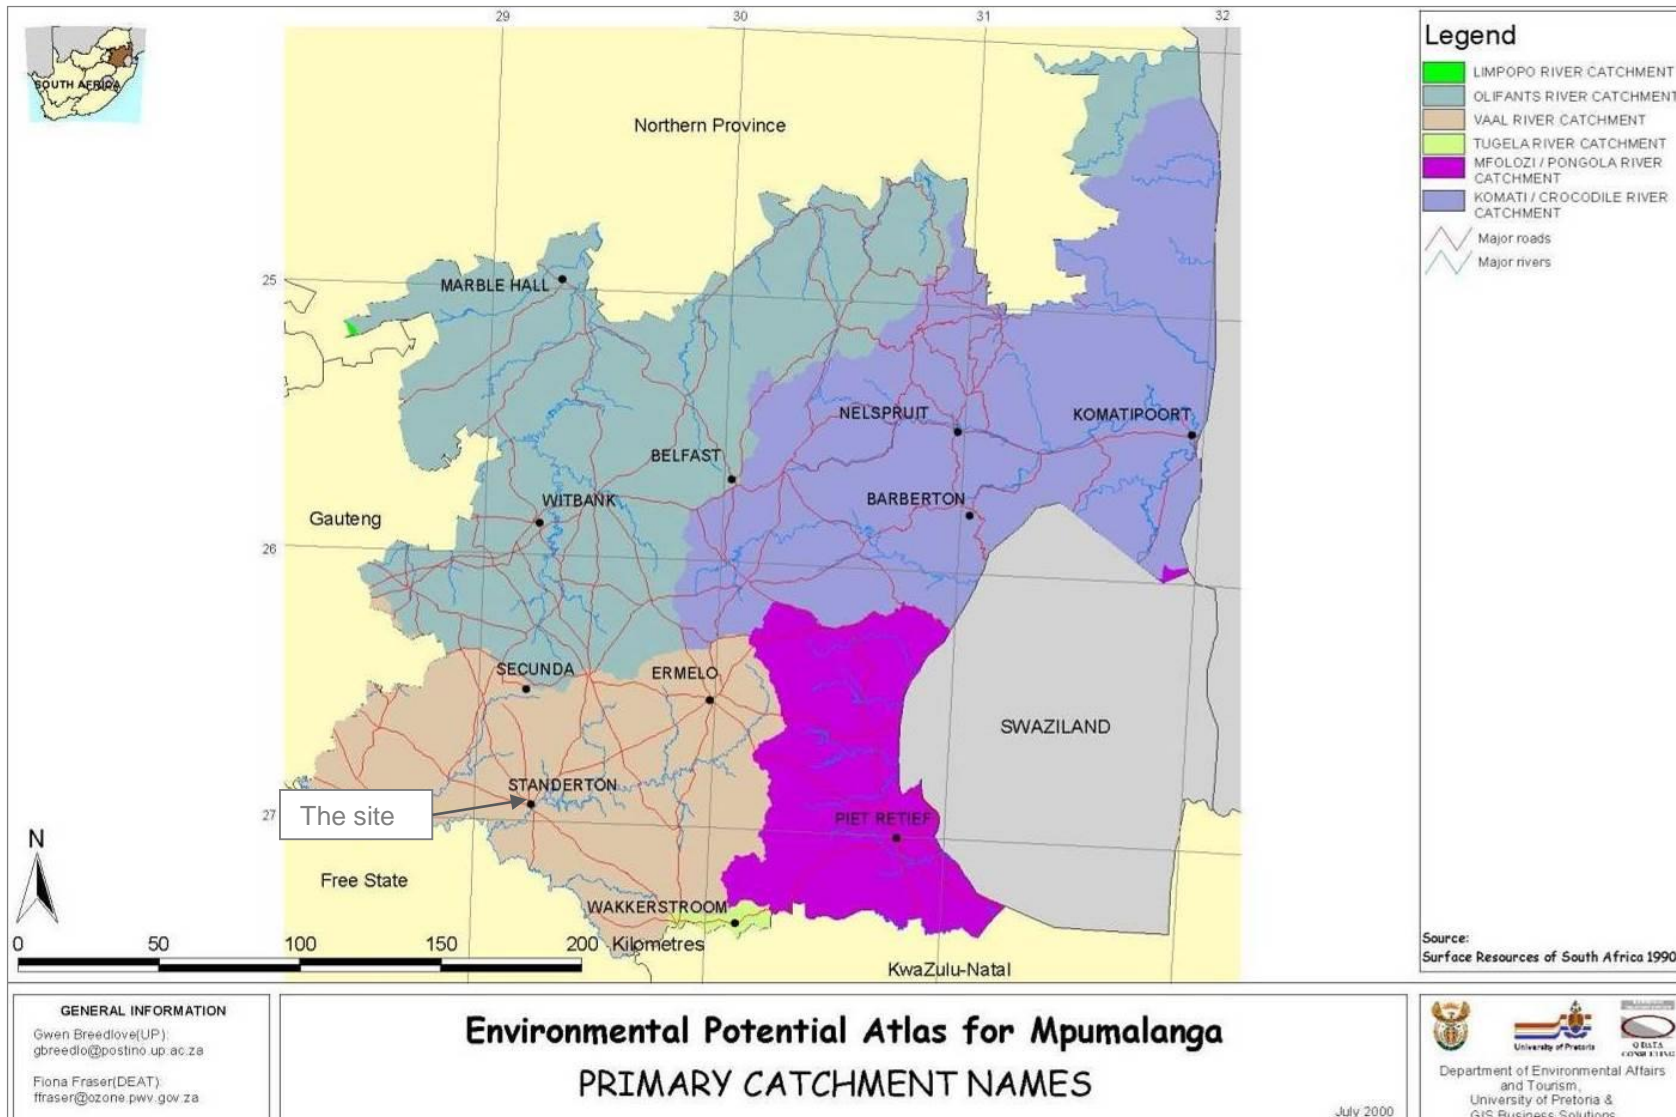 29
30
31
32
SOUTH AFRICA
Northern Province
25
MARBLE HALL
NELSPRUIT
KOMATIPOORT
BELFAST
WITBANK
BARBERTON
Gauteng
26
SECUNDA
ERMELO
SWAZILAND
STANDERTON
The site
27
PIET RETIEF
Free State
WAKKERSTROOM
KwaZulu-Natal
N
0 50 100 150 200 Kilometres
Legend
LIMPOPO RIVER CATCHMENT
OLIFANTS RIVER CATCHMENT
VAAL RIVER CATCHMENT
TUGELA RIVER CATCHMENT
MFOLOZI / PONGOLA RIVER
CATCHMENT
KOMATI / CROCODILE RIVER
CATCHMENT
Major roads
Major rivers
Source:
Surface Resources of South Africa 1990
GENERAL INFORMATION
Gwen Breedlove(UP):
gbreedlo@postino.up.ac.za
Fiona Fraser(DEAT):
ffraser@ozone.pwv.gov.za
Environmental Potential Atlas for Mpumalanga
PRIMARY CATCHMENT NAMES
July 2000
University of Pretoria
Q DATA
CONSULTING
Department of Environmental Affairs
and Tourism,
University of Pretoria &
GIS Business Solutions